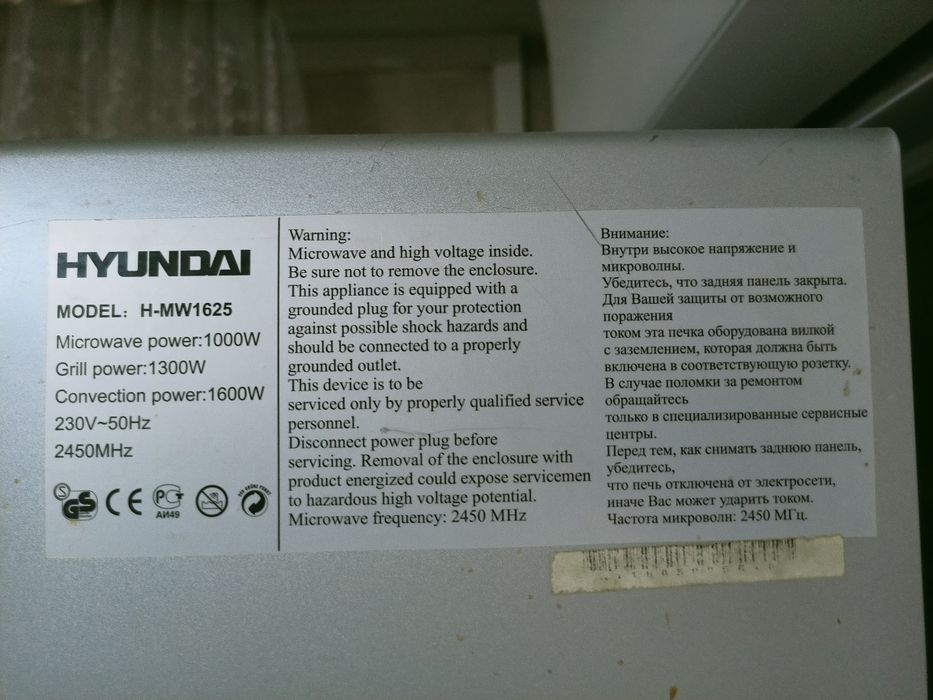 HYUNDAI
MODEL: H-MW1625
Microwave power:1000W
Grill power:1300W
Convection power:1600W
230V~50Hz
2450MHz
GS
CE
РСТ
АИ49
DER GRÜNE PUNKT
Warning:
Microwave and high voltage inside.
Be sure not to remove the enclosure.
This appliance is equipped with a
grounded plug for your protection
against possible shock hazards and
should be connected to a properly
grounded outlet.
This device is to be
serviced only by properly qualified service
personnel.
Disconnect power plug before
servicing. Removal of the enclosure with
product energized could expose servicemen
to hazardous high voltage potential.
Microwave frequency: 2450 MHz
Внимание:
Внутри высокое напряжение и
микроволны.
Убедитесь, что задняя панель закрыта.
Для Вашей защиты от возможного
поражения
током эта печка оборудована вилкой
с заземлением, которая должна быть
включена в соответствующую розетку.
В случае поломки за ремонтом
обращайтесь
только в специализированные сервисные
центры.
Перед тем, как снимать заднюю панель,
убедитесь,
что печь отключена от электросети,
иначе Вас может ударить током.
Частота микроволн: 2450 МГц.